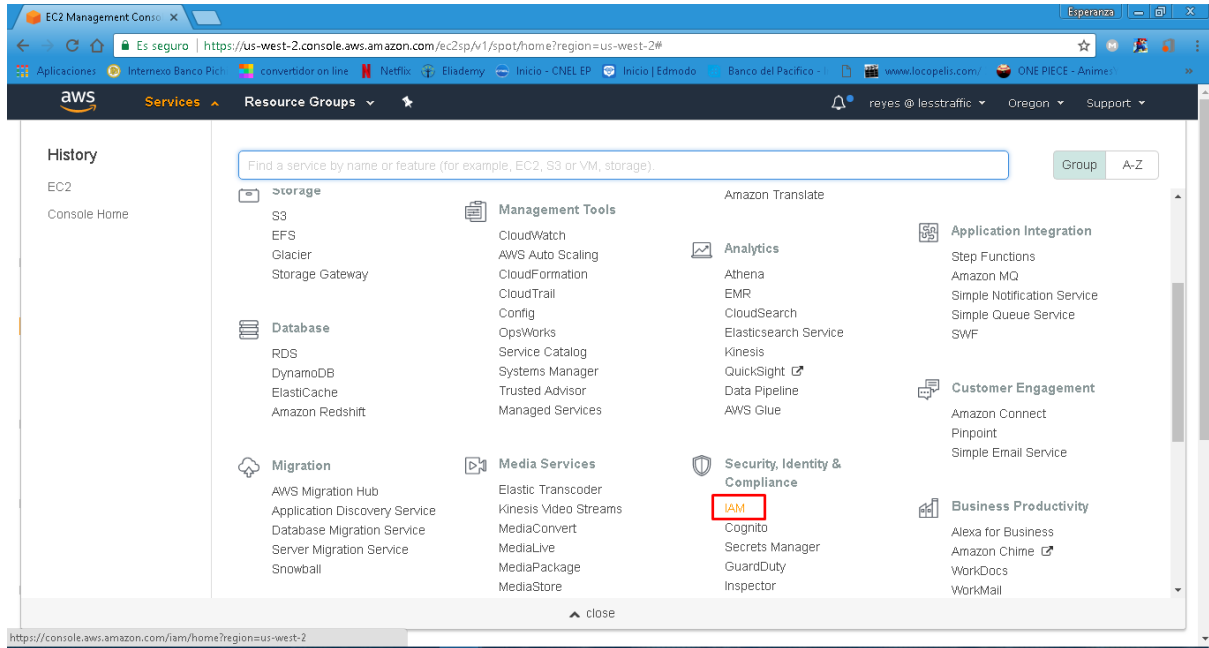 EC2 Management Conso
Esperanza
Es seguro | https://us-west-2.console.aws.amazon.com/ec2sp/v1/spot/home?region=us-west-2#
Aplicaciones Internexo Banco Pich convertidor on line Netflix Eliademy Inicio - CNEL EP Inicio | Edmodo Banco del Pacifico - www.locopelis.com/ ONE PIECE - Animes
aws Services Resource Groups reyes @ lesstraffic Oregon Support
History
EC2
Console Home
Find a service by name or feature (for example, EC2, S3 or VM, storage).
Group A-Z
Storage
S3
EFS
Glacier
Storage Gateway
Database
RDS
DynamoDB
ElastiCache
Amazon Redshift
Migration
AWS Migration Hub
Application Discovery Service
Database Migration Service
Server Migration Service
Snowball
Management Tools
CloudWatch
AWS Auto Scaling
CloudFormation
CloudTrail
Config
OpsWorks
Service Catalog
Systems Manager
Trusted Advisor
Managed Services
Media Services
Elastic Transcoder
Kinesis Video Streams
MediaConvert
MediaLive
MediaPackage
MediaStore
Amazon Translate
Analytics
Athena
EMR
CloudSearch
Elasticsearch Service
Kinesis
QuickSight
Data Pipeline
AWS Glue
Security, Identity &
Compliance
IAM
Cognito
Secrets Manager
GuardDuty
Inspector
Application Integration
Step Functions
Amazon MQ
Simple Notification Service
Simple Queue Service
SWF
Customer Engagement
Amazon Connect
Pinpoint
Simple Email Service
Business Productivity
Alexa for Business
Amazon Chime
WorkDocs
WorkMail
close
https://console.aws.amazon.com/iam/home?region=us-west-2